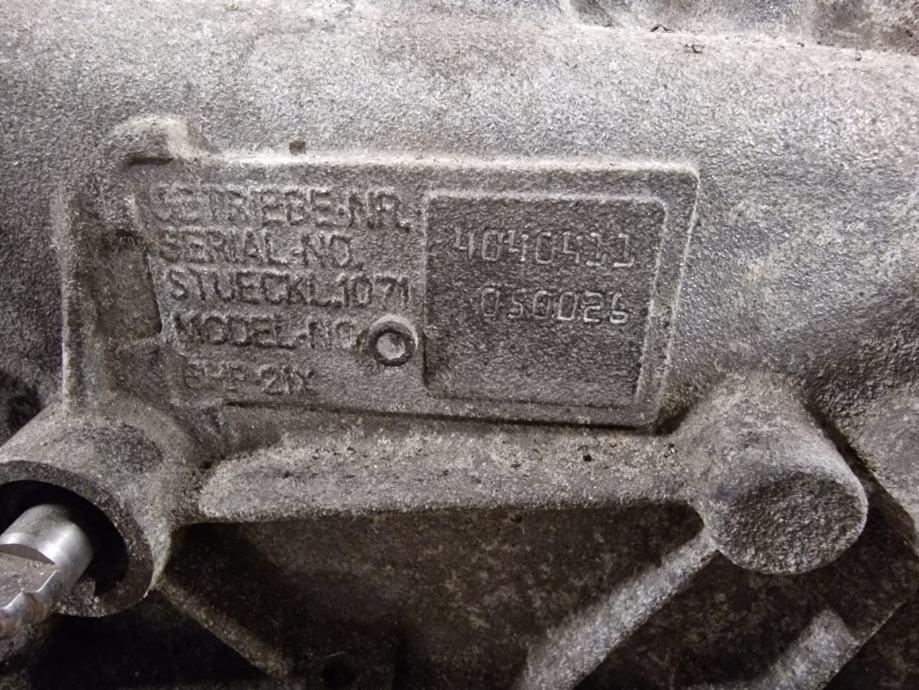 GETRIEBE-NR.
SERIAL-NO.
4040411
STUECKL.1071
050026
MODEL-NO
6HP-21X